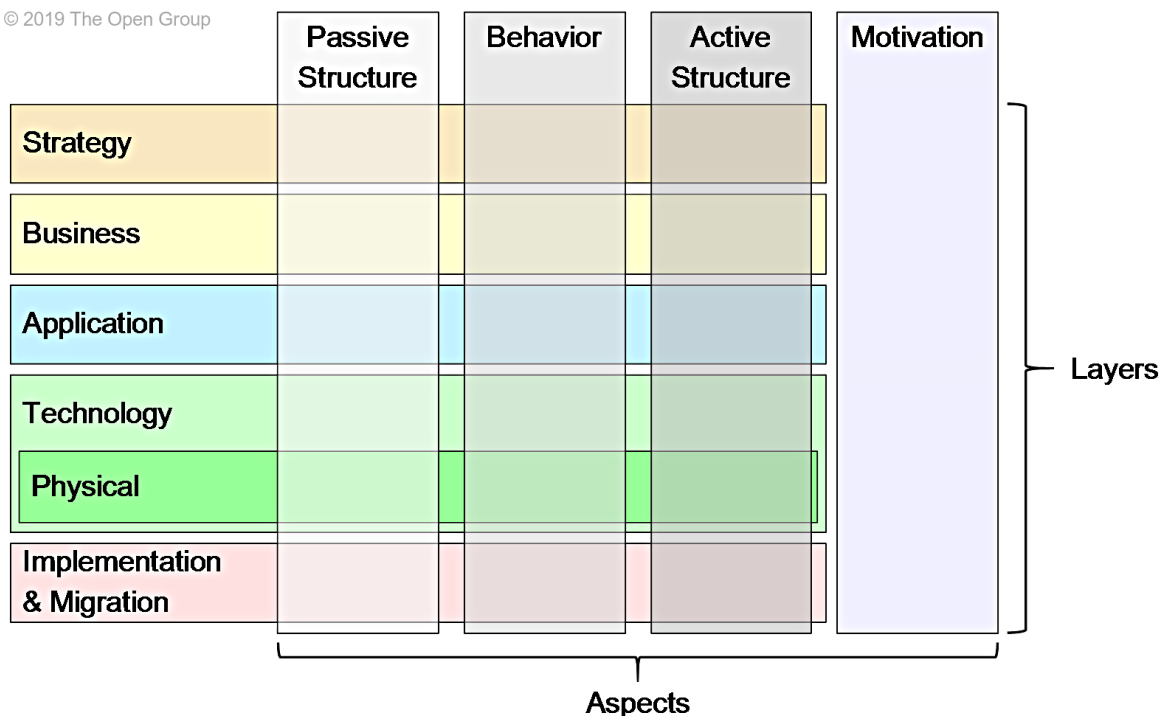 © 2019 The Open Group
Passive
Structure
Behavior
Active
Structure
Motivation
Strategy
Business
Application
Technology
Physical
Implementation
& Migration
Layers
Aspects